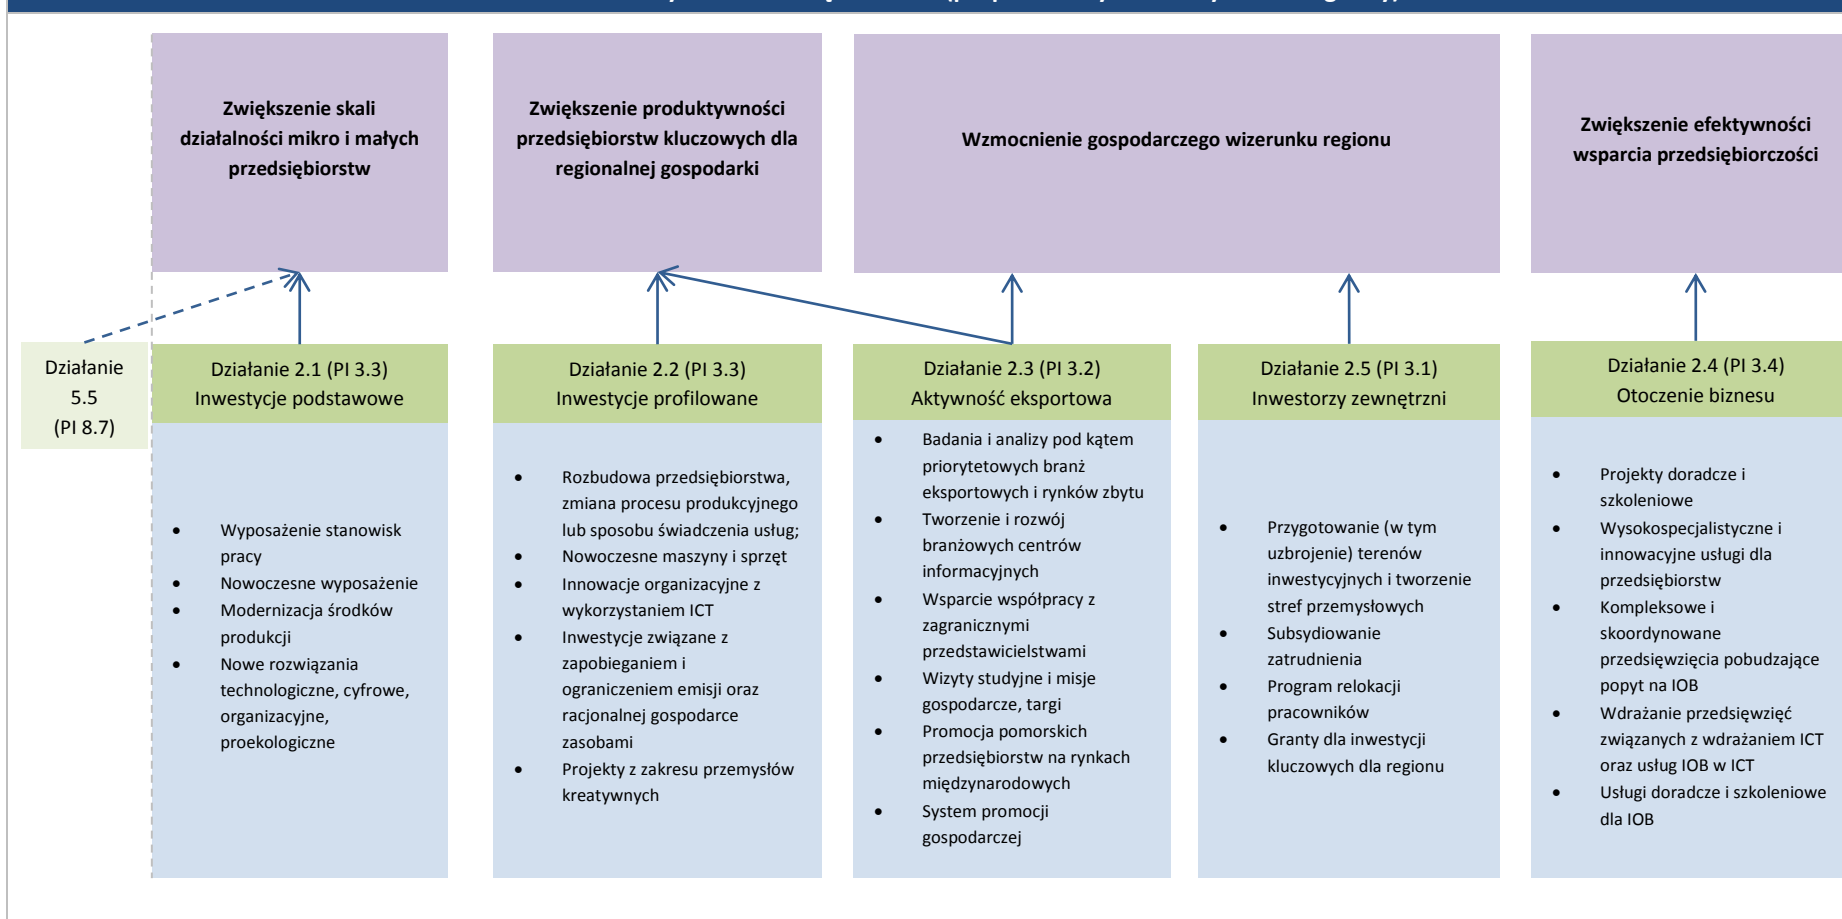 Zwiększenie skali
działalności mikro i małych
przedsiębiorstw
Zwiększenie produktywności
przedsiębiorstw kluczowych dla
regionalnej gospodarki
Wzmocnienie gospodarczego wizerunku regionu
Zwiększenie efektywności
wsparcia przedsiębiorczości
Działanie
5.5
(PI 8.7)
Działanie 2.1 (PI 3.3)
Inwestycje podstawowe
• Wyposażenie stanowisk
pracy
• Nowoczesne wyposażenie
• Modernizacja środków
produkcji
• Nowe rozwiązania
technologiczne, cyfrowe,
organizacyjne,
proekologiczne
Działanie 2.2 (PI 3.3)
Inwestycje profilowane
• Rozbudowa przedsiębiorstwa,
zmiana procesu produkcyjnego
lub sposobu świadczenia usług;
• Nowoczesne maszyny i sprzęt
• Innowacje organizacyjne z
wykorzystaniem ICT
• Inwestycje związane z
zapobieganiem i
ograniczeniem emisji oraz
racjonalnej gospodarce
zasobami
• Projekty z zakresu przemysłów
kreatywnych
Działanie 2.3 (PI 3.2)
Aktywność eksportowa
• Badania i analizy pod kątem
priorytetowych branż
eksportowych i rynków zbytu
• Tworzenie i rozwój
branżowych centrów
informacyjnych
• Wsparcie współpracy z
zagranicznymi
przedstawicielstwami
• Wizyty studyjne i misje
gospodarcze, targi
• Promocja pomorskich
przedsiębiorstw na rynkach
międzynarodowych
• System promocji
gospodarczej
Działanie 2.5 (PI 3.1)
Inwestorzy zewnętrzni
• Przygotowanie (w tym
uzbrojenie) terenów
inwestycyjnych i tworzenie
stref przemysłowych
• Subsydiowanie
zatrudnienia
• Program relokacji
pracowników
• Granty dla inwestycji
kluczowych dla regionu
Działanie 2.4 (PI 3.4)
Otoczenie biznesu
• Projekty doradcze i
szkoleniowe
• Wysokospecjalistyczne i
innowacyjne usługi dla
przedsiębiorstw
• Kompleksowe i
skoordynowane
przedsięwzięcia pobudzające
popyt na IOB
• Wdrażanie przedsięwzięć
związanych z wdrażaniem ICT
oraz usług IOB w ICT
• Usługi doradcze i szkoleniowe
dla IOB